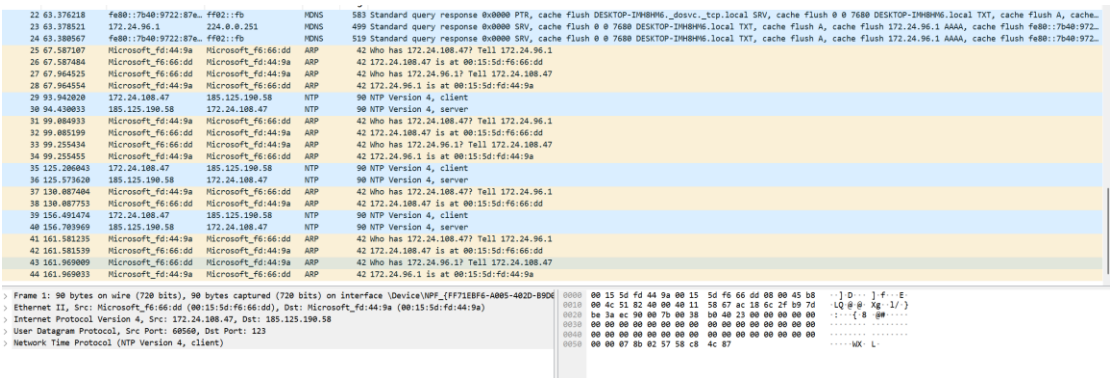 22 63.376218 fe80::7b40:9722:87e… ff02::fb MDNS 583 Standard query response 0x0000 PTR, cache flush DESKTOP-IMH8HM6._dosvc._tcp.local SRV, cache flush 0 0 7680 DESKTOP-IMH8HM6.local TXT, cache flush A, cache…
23 63.378521 172.24.96.1 224.0.0.251 MDNS 499 Standard query response 0x0000 SRV, cache flush 0 0 7680 DESKTOP-IMH8HM6.local TXT, cache flush A, cache flush 172.24.96.1 AAAA, cache flush fe80::7b40:972…
24 63.380567 fe80::7b40:9722:87e… ff02::fb MDNS 519 Standard query response 0x0000 SRV, cache flush 0 0 7680 DESKTOP-IMH8HM6.local TXT, cache flush A, cache flush 172.24.96.1 AAAA, cache flush fe80::7b40:972…
25 67.587107 Microsoft_fd:44:9a Microsoft_f6:66:dd ARP 42 Who has 172.24.108.47? Tell 172.24.96.1
26 67.587484 Microsoft_f6:66:dd Microsoft_fd:44:9a ARP 42 172.24.108.47 is at 00:15:5d:f6:66:dd
27 67.964525 Microsoft_f6:66:dd Microsoft_fd:44:9a ARP 42 Who has 172.24.96.1? Tell 172.24.108.47
28 67.964554 Microsoft_fd:44:9a Microsoft_f6:66:dd ARP 42 172.24.96.1 is at 00:15:5d:fd:44:9a
29 93.942020 172.24.108.47 185.125.190.58 NTP 90 NTP Version 4, client
30 94.430033 185.125.190.58 172.24.108.47 NTP 90 NTP Version 4, server
31 99.084933 Microsoft_fd:44:9a Microsoft_f6:66:dd ARP 42 Who has 172.24.108.47? Tell 172.24.96.1
32 99.085199 Microsoft_f6:66:dd Microsoft_fd:44:9a ARP 42 172.24.108.47 is at 00:15:5d:f6:66:dd
33 99.255434 Microsoft_f6:66:dd Microsoft_fd:44:9a ARP 42 Who has 172.24.96.1? Tell 172.24.108.47
34 99.255455 Microsoft_fd:44:9a Microsoft_f6:66:dd ARP 42 172.24.96.1 is at 00:15:5d:fd:44:9a
35 125.206043 172.24.108.47 185.125.190.58 NTP 90 NTP Version 4, client
36 125.573620 185.125.190.58 172.24.108.47 NTP 90 NTP Version 4, server
37 130.087404 Microsoft_fd:44:9a Microsoft_f6:66:dd ARP 42 Who has 172.24.108.47? Tell 172.24.96.1
38 130.087753 Microsoft_f6:66:dd Microsoft_fd:44:9a ARP 42 172.24.108.47 is at 00:15:5d:f6:66:dd
39 156.491474 172.24.108.47 185.125.190.58 NTP 90 NTP Version 4, client
40 156.703969 185.125.190.58 172.24.108.47 NTP 90 NTP Version 4, server
41 161.581235 Microsoft_fd:44:9a Microsoft_f6:66:dd ARP 42 Who has 172.24.108.47? Tell 172.24.96.1
42 161.581539 Microsoft_f6:66:dd Microsoft_fd:44:9a ARP 42 172.24.108.47 is at 00:15:5d:f6:66:dd
43 161.969009 Microsoft_f6:66:dd Microsoft_fd:44:9a ARP 42 Who has 172.24.96.1? Tell 172.24.108.47
44 161.969033 Microsoft_fd:44:9a Microsoft_f6:66:dd ARP 42 172.24.96.1 is at 00:15:5d:fd:44:9a
> Frame 1: 90 bytes on wire (720 bits), 90 bytes captured (720 bits) on interface \Device\NPF_{FF71EBF6-A005-402D-B9DE
> Ethernet II, Src: Microsoft_f6:66:dd (00:15:5d:f6:66:dd), Dst: Microsoft_fd:44:9a (00:15:5d:fd:44:9a)
> Internet Protocol Version 4, Src: 172.24.108.47, Dst: 185.125.190.58
> User Datagram Protocol, Src Port: 60560, Dst Port: 123
> Network Time Protocol (NTP Version 4, client)
0000 00 15 5d fd 44 9a 00 15 5d f6 66 dd 08 00 45 b8 ··]·D··· ]·f···E·
0010 00 4c 51 82 40 00 40 11 58 67 ac 18 6c 2f b9 7d ·LQ·@·@· Xg··l/·}
0020 be 3a ec 90 00 7b 00 38 b0 40 23 00 00 00 00 00 ·:···{·8 ·@#·····
0030 00 00 00 00 00 00 00 00 00 00 00 00 00 00 00 00 ········ ········
0040 00 00 00 00 00 00 00 00 00 00 00 00 00 00 00 00 ········ ········
0050 00 00 07 8b 02 57 58 c8 4c 87 ·····WX· L·